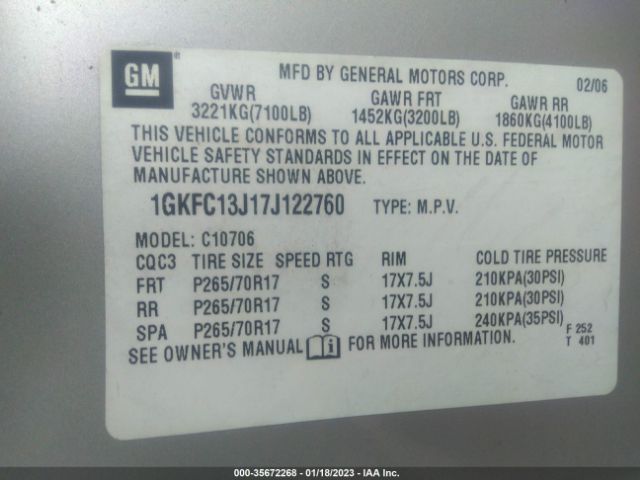 GM
MFD BY GENERAL MOTORS CORP. 02/06
GVWR GAWR FRT GAWR RR
3221KG(7100LB) 1452KG(3200LB) 1860KG(4100LB)
THIS VEHICLE CONFORMS TO ALL APPLICABLE U.S. FEDERAL MOTOR
VEHICLE SAFETY STANDARDS IN EFFECT ON THE DATE OF
MANUFACTURE SHOWN ABOVE.
1GKFC13J17J122760 TYPE: M.P.V.
MODEL: C10706
CQC3 TIRE SIZE SPEED RTG RIM COLD TIRE PRESSURE
FRT P265/70R17 S 17X7.5J 210KPA(30PSI)
RR P265/70R17 S 17X7.5J 210KPA(30PSI)
SPA P265/70R17 S 17X7.5J 240KPA(35PSI) F 252
SEE OWNER'S MANUAL FOR MORE INFORMATION. T 401
000-35672268 - 01/18/2023 - IAA Inc.